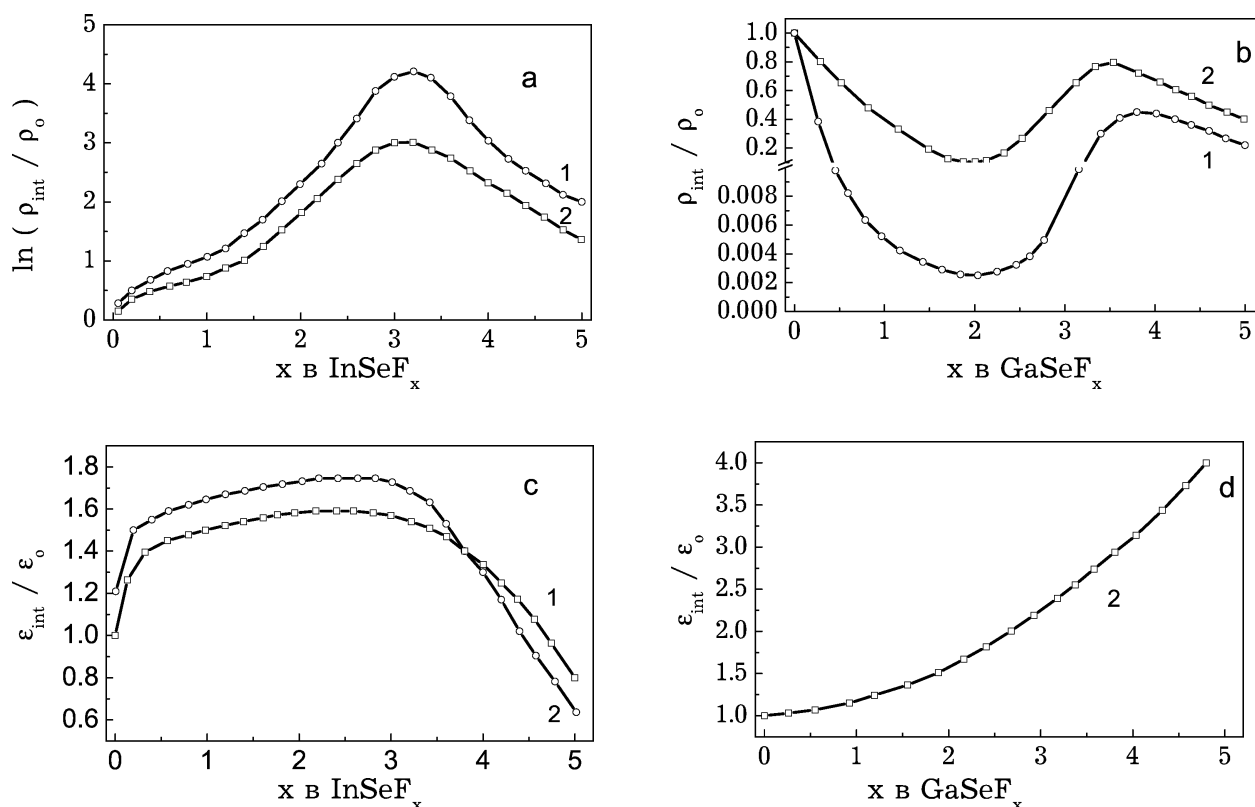 5
4
3
2
1
0
ln ( ρint / ρo )
a
1
2
0 1 2 3 4 5
x в InSeFx
1.0
0.8
0.6
0.4
0.2
0.008
0.006
0.004
0.002
0.000
ρint / ρo
b
2
1
0 1 2 3 4 5
x в GaSeFx
1.8
1.6
1.4
1.2
1.0
0.8
0.6
εint / εo
c
1
2
0 1 2 3 4 5
x в InSeFx
4.0
3.5
3.0
2.5
2.0
1.5
1.0
εint / εo
d
2
0 1 2 3 4 5
x в GaSeFx